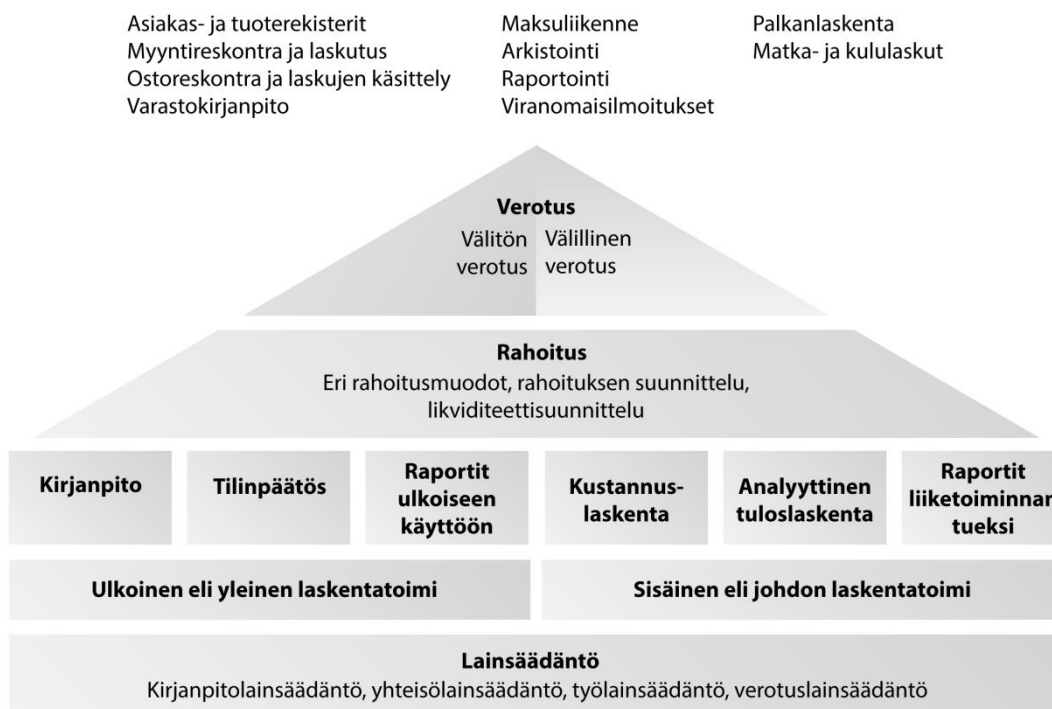 Asiakas- ja tuoterekisterit
Myyntireskontra ja laskutus
Ostoreskontra ja laskujen käsittely
Varastokirjanpito
Maksuliikenne
Arkistointi
Raportointi
Viranomaisilmoitukset
Palkanlaskenta
Matka- ja kululaskut
Verotus
Välitön
verotus
Välillinen
verotus
Rahoitus
Eri rahoitusmuodot, rahoituksen suunnittelu,
likviditeettisuunnittelu
Kirjanpito
Tilinpäätös
Raportit
ulkoiseen
käyttöön
Kustannus-
laskenta
Analyyttinen
tuloslaskenta
Raportit
liiketoiminnan
tueksi
Ulkoinen eli yleinen laskentatoimi
Sisäinen eli johdon laskentatoimi
Lainsäädäntö
Kirjanpitolainsäädäntö, yhteisölainsäädäntö, työlainsäädäntö, verotuslainsäädäntö